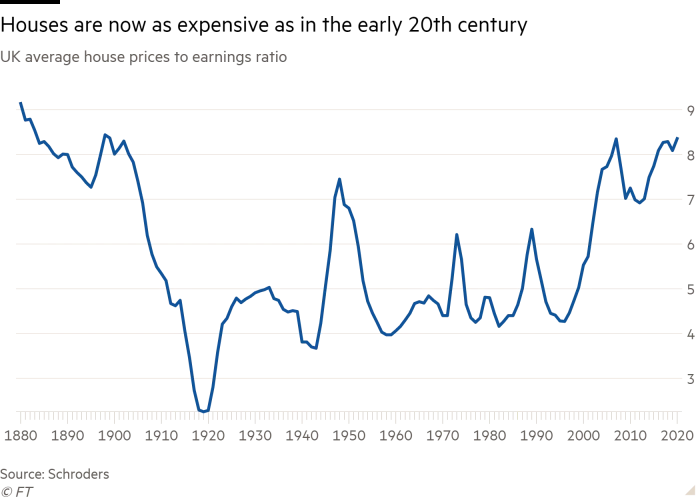 Houses are now as expensive as in the early 20th century
UK average house prices to earnings ratio
9
8
7
6
5
4
3
1880 1890 1900 1910 1920 1930 1940 1950 1960 1970 1980 1990 2000 2010 2020
Source: Schroders
© FT